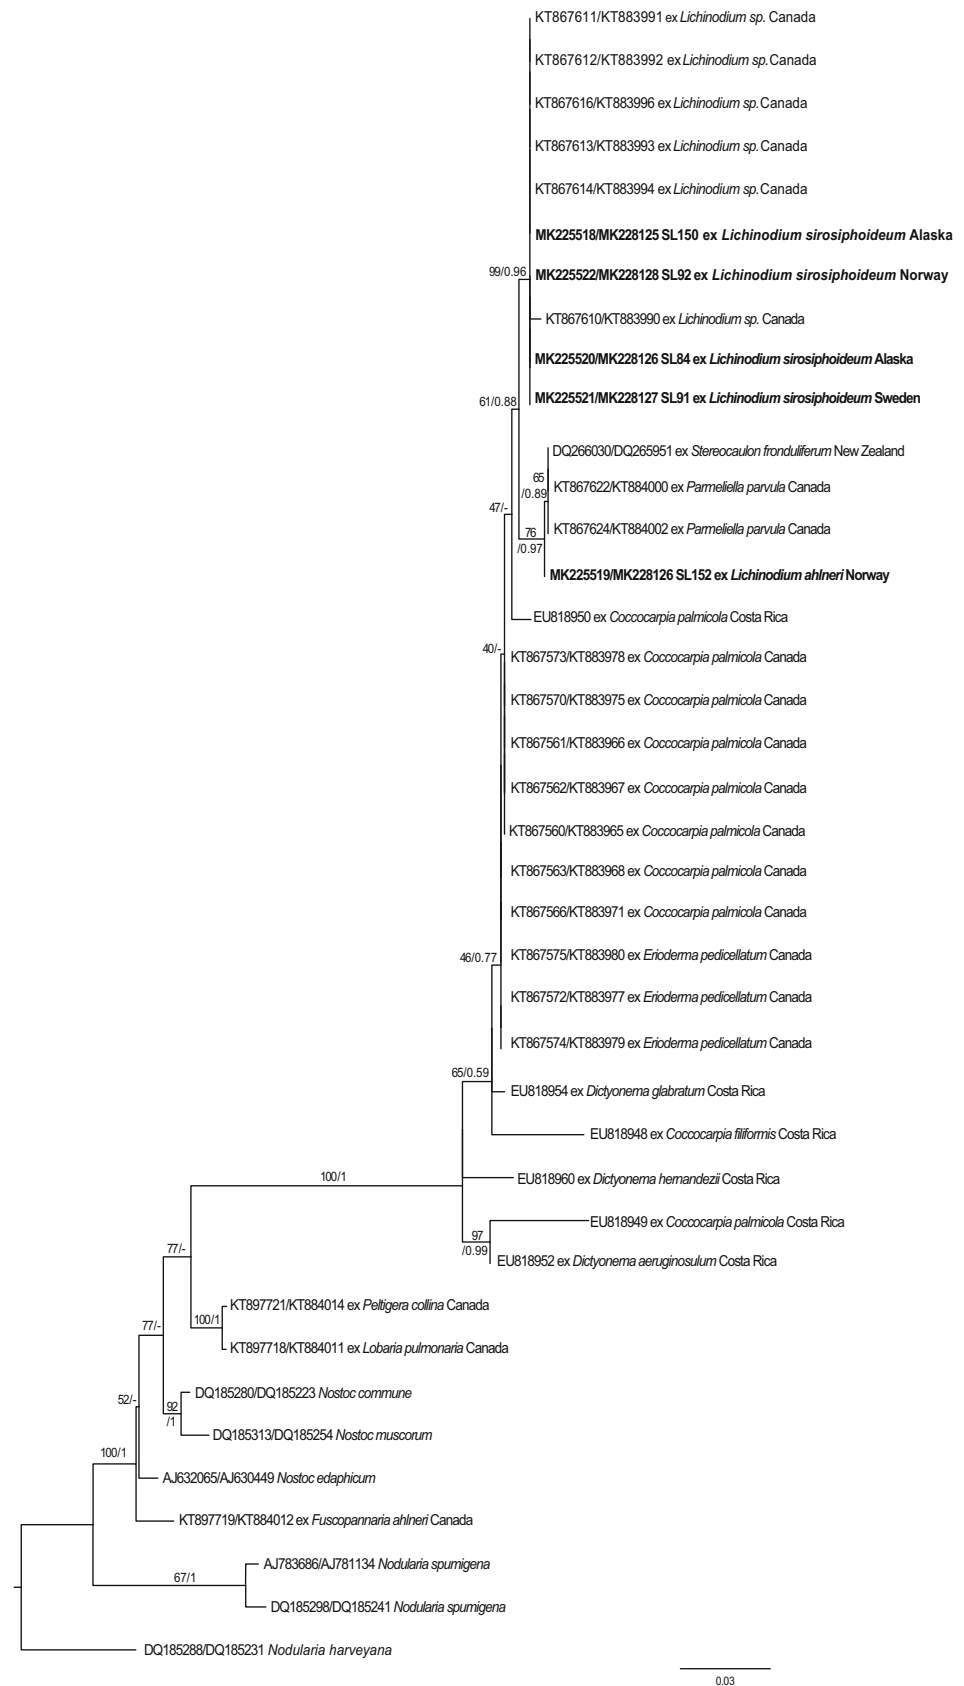 KT867611/KT883991 ex Lichinodium sp. Canada
KT867612/KT883992 ex Lichinodium sp. Canada
KT867616/KT883996 ex Lichinodium sp. Canada
KT867613/KT883993 ex Lichinodium sp. Canada
KT867614/KT883994 ex Lichinodium sp. Canada
MK225518/MK228125 SL150 ex Lichinodium sirosiphoideum Alaska
99/0.96
MK225522/MK228128 SL92 ex Lichinodium sirosiphoideum Norway
KT867610/KT883990 ex Lichinodium sp. Canada
MK225520/MK228126 SL84 ex Lichinodium sirosiphoideum Alaska
MK225521/MK228127 SL91 ex Lichinodium sirosiphoideum Sweden
61/0.88
DQ266030/DQ265951 ex Stereocaulon fronduliferum New Zealand
65
/0.89
KT867622/KT884000 ex Parmeliella parvula Canada
47/-
KT867624/KT884002 ex Parmeliella parvula Canada
76
/0.97
MK225519/MK228126 SL152 ex Lichinodium ahlneri Norway
EU818950 ex Coccocarpia palmicola Costa Rica
40/-
KT867573/KT883978 ex Coccocarpia palmicola Canada
KT867570/KT883975 ex Coccocarpia palmicola Canada
KT867561/KT883966 ex Coccocarpia palmicola Canada
KT867562/KT883967 ex Coccocarpia palmicola Canada
KT867560/KT883965 ex Coccocarpia palmicola Canada
KT867563/KT883968 ex Coccocarpia palmicola Canada
KT867566/KT883971 ex Coccocarpia palmicola Canada
46/0.77
KT867575/KT883980 ex Erioderma pedicellatum Canada
KT867572/KT883977 ex Erioderma pedicellatum Canada
KT867574/KT883979 ex Erioderma pedicellatum Canada
65/0.59
EU818954 ex Dictyonema glabratum Costa Rica
EU818948 ex Coccocarpia filiformis Costa Rica
100/1
EU818960 ex Dictyonema hernandezii Costa Rica
EU818949 ex Coccocarpia palmicola Costa Rica
97
/0.99
EU818952 ex Dictyonema aeruginosulum Costa Rica
77/-
KT897721/KT884014 ex Peltigera collina Canada
100/1
KT897718/KT884011 ex Lobaria pulmonaria Canada
77/-
DQ185280/DQ185223 Nostoc commune
52/-
92
/1
DQ185313/DQ185254 Nostoc muscorum
100/1
AJ632065/AJ630449 Nostoc edaphicum
KT897719/KT884012 ex Fuscopannaria ahlneri Canada
AJ783686/AJ781134 Nodularia spumigena
67/1
DQ185298/DQ185241 Nodularia spumigena
DQ185288/DQ185231 Nodularia harveyana
0.03